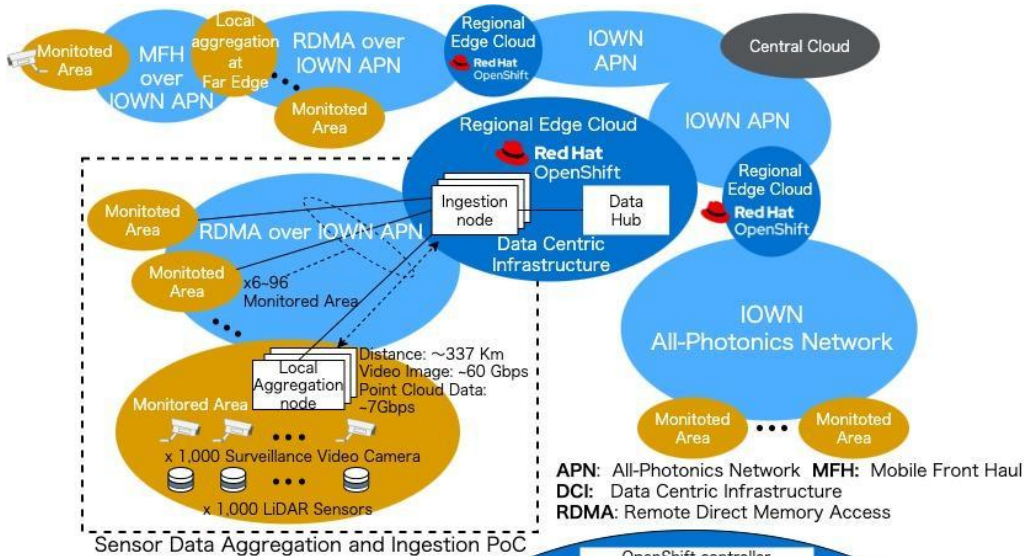 Monitoted
Area
MFH
over
IOWN APN
Local
aggregation
at
Far Edge
RDMA over
IOWN APN
Monitoted
Area
Regional
Edge Cloud
Red Hat
OpenShift
IOWN
APN
Central Cloud
IOWN APN
Regional Edge Cloud
Red Hat
OpenShift
Ingestion
node
Data
Hub
Data Centric
Infrastructure
Regional
Edge Cloud
Red Hat
OpenShift
Monitoted
Area
RDMA over IOWN APN
Monitoted
Area
x6~96
Monitored Area
IOWN
All-Photonics Network
Distance: ~337 Km
Video Image: ~60 Gbps
Point Cloud Data:
~7Gbps
Local
Aggregation
node
Monitored Area
x 1,000 Surveillance Video Camera
x 1,000 LiDAR Sensors
Monitoted
Area
Monitoted
Area
APN: All-Photonics Network MFH: Mobile Front Haul
DCI: Data Centric Infrastructure
RDMA: Remote Direct Memory Access
Sensor Data Aggregation and Ingestion PoC
OpenShift controller